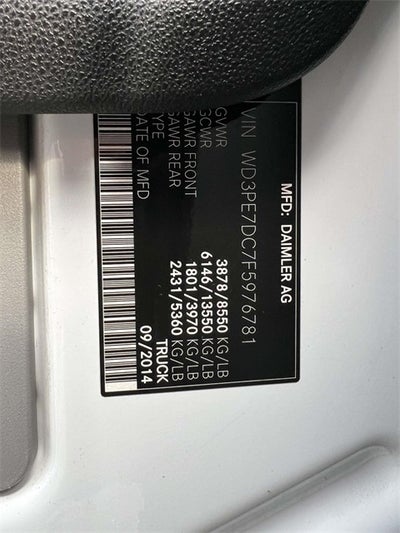 MFD: DAIMLER AG
VIN WD3PE7DC7F5976781
GVWR 3878/8550 KG/LB
GCWR 6146/13550 KG/LB
GAWR FRONT 1801/3970 KG/LB
GAWR REAR 2431/5360 KG/LB
TYPE TRUCK
DATE OF MFD 09/2014